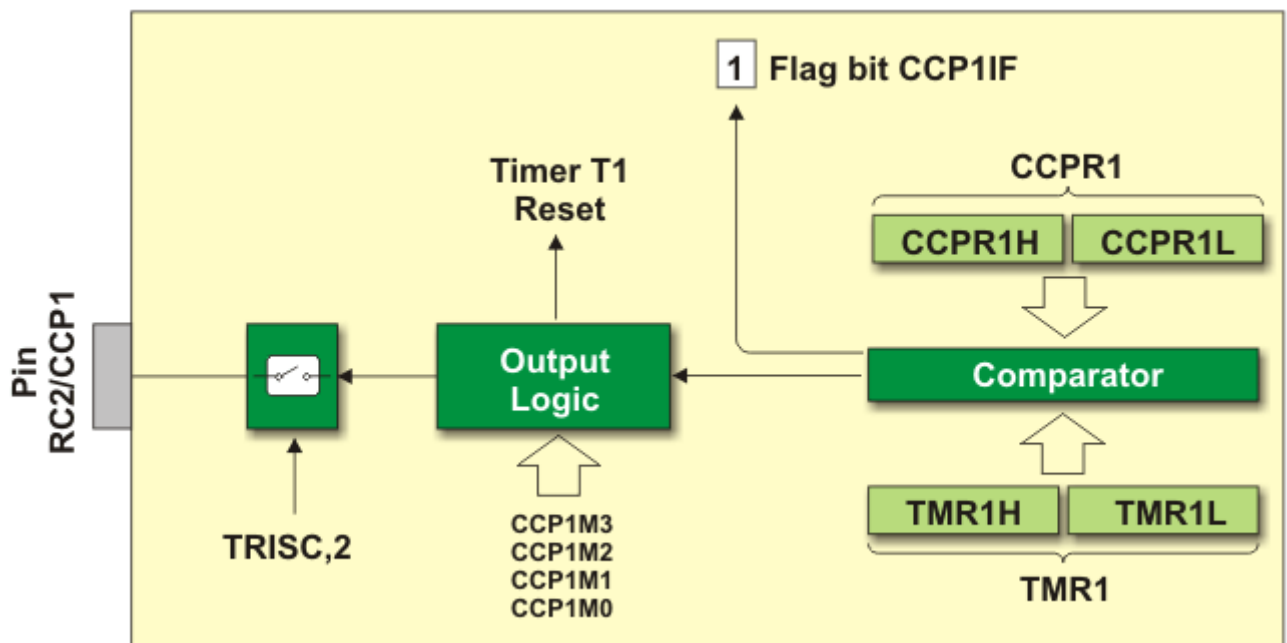 1 Flag bit CCP1IF
Timer T1
Reset
CCPR1
CCPR1H CCPR1L
Pin
RC2/CCP1
Output
Logic
Comparator
TRISC,2
CCP1M3
CCP1M2
CCP1M1
CCP1M0
TMR1H TMR1L
TMR1